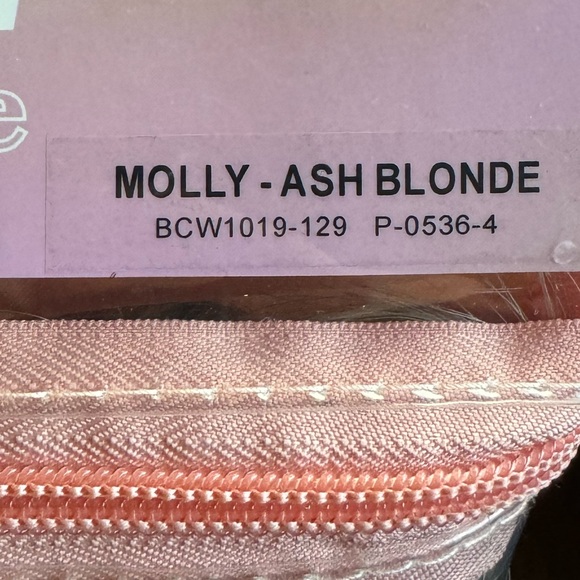 e
MOLLY - ASH BLONDE
BCW1019-129 P-0536-4